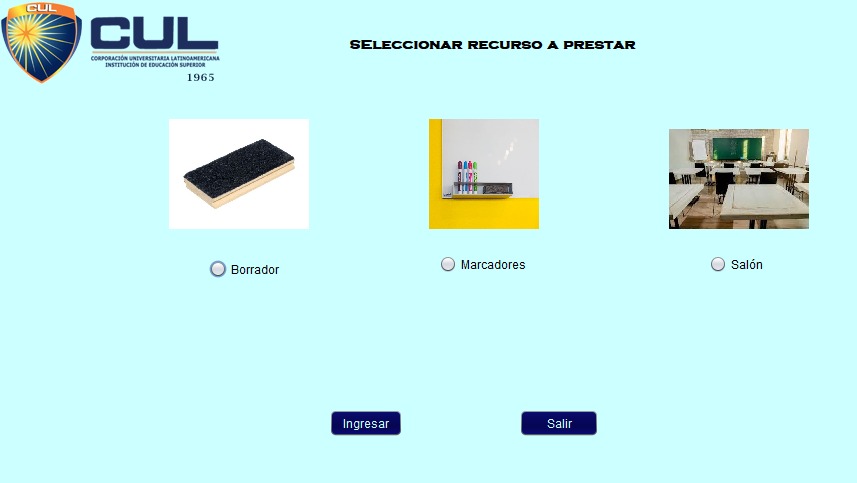 CUL
CUL
CORPORACIÓN UNIVERSITARIA LATINOAMERICANA
INSTITUCIÓN DE EDUCACIÓN SUPERIOR
1965
SELECCIONAR RECURSO A PRESTAR
Borrador
Marcadores
Salón
Ingresar
Salir